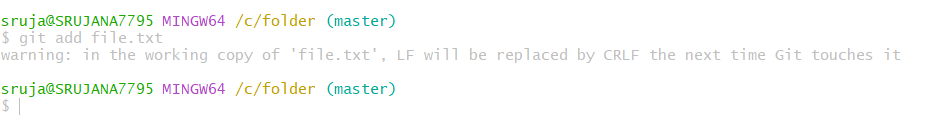 sruja@SRUJANA7795 MINGW64 /c/folder (master)
$ git add file.txt
warning: in the working copy of 'file.txt', LF will be replaced by CRLF the next time Git touches it
sruja@SRUJANA7795 MINGW64 /c/folder (master)
$